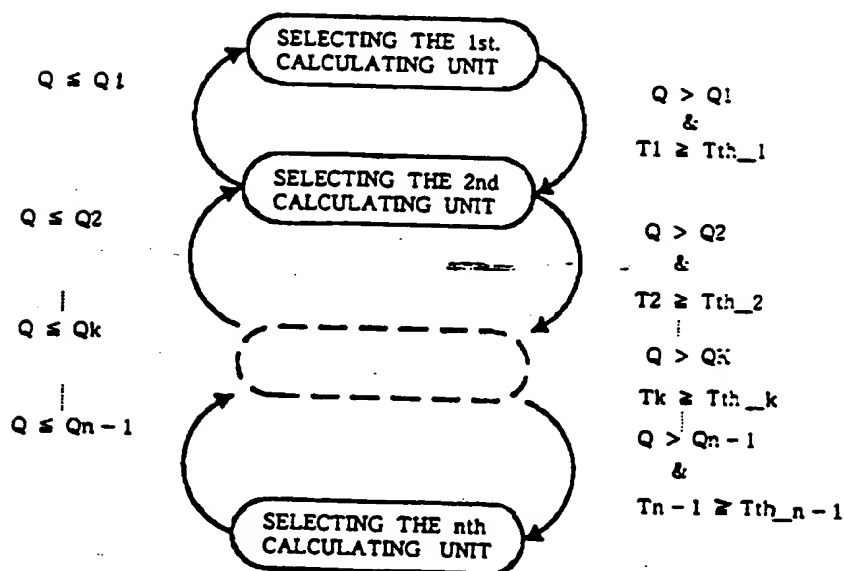 SELECTING THE 1st.
CALCULATING UNIT
Q ≦ Q1
Q > Q1
&
T1 ≧ Tth_1
SELECTING THE 2nd
CALCULATING UNIT
Q ≦ Q2
Q > Q2
&
T2 ≧ Tth_2
Q ≦ Qk
Q > QK
Tk ≧ Tth_k
Q ≦ Qn-1
Q > Qn-1
&
Tn-1 ≧ Tth_n-1
SELECTING THE nth
CALCULATING UNIT